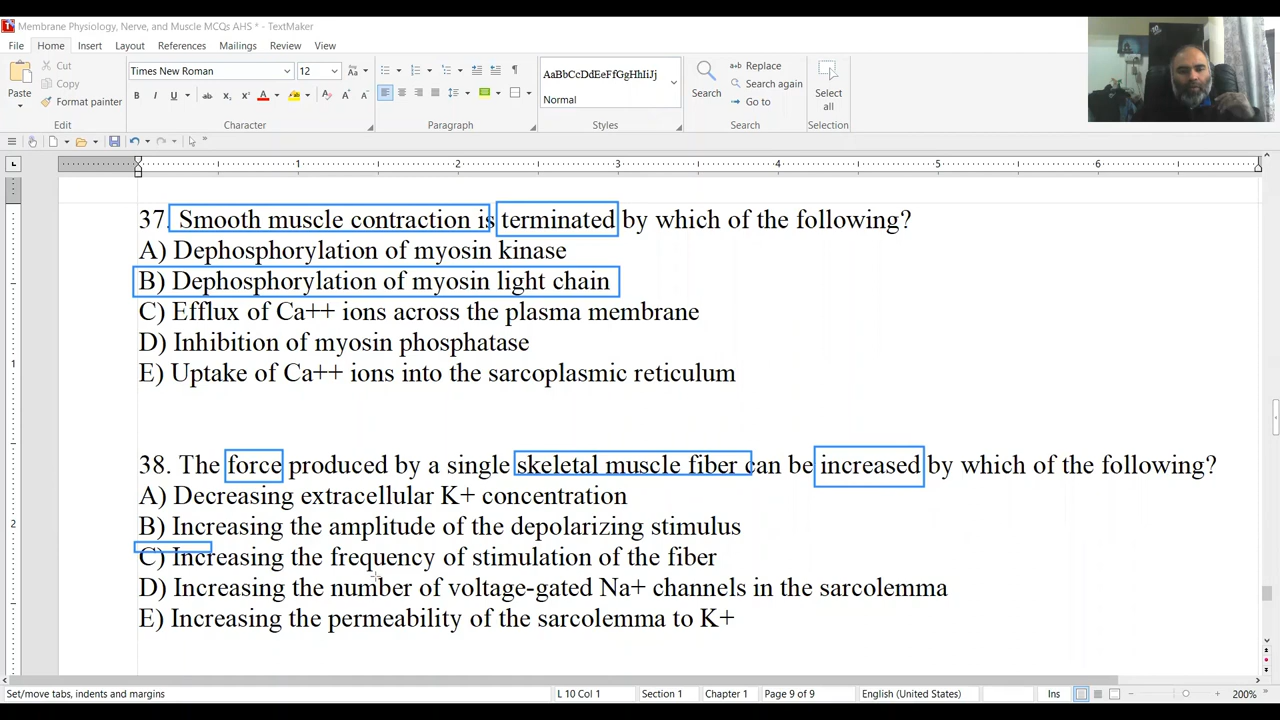 Membrane Physiology, Nerve, and Muscle MCQs AHS * - TextMaker
File Home Insert Layout References Mailings Review View
Paste Cut Copy Format painter
Times New Roman 12 Aa
AaBbCcDdEeFfGgHhIiJj
Normal
Search Replace Search again Go to
Select all
Edit Character Paragraph Styles Search Selection
1 2 3 4 5 6
37. Smooth muscle contraction is terminated by which of the following?
A) Dephosphorylation of myosin kinase
B) Dephosphorylation of myosin light chain
C) Efflux of Ca++ ions across the plasma membrane
D) Inhibition of myosin phosphatase
E) Uptake of Ca++ ions into the sarcoplasmic reticulum
38. The force produced by a single skeletal muscle fiber can be increased by which of the following?
A) Decreasing extracellular K+ concentration
B) Increasing the amplitude of the depolarizing stimulus
C) Increasing the frequency of stimulation of the fiber
D) Increasing the number of voltage-gated Na+ channels in the sarcolemma
E) Increasing the permeability of the sarcolemma to K+
Set/move tabs, indents and margins L 10 Col 1 Section 1 Chapter 1 Page 9 of 9 English (United States) Ins 200%